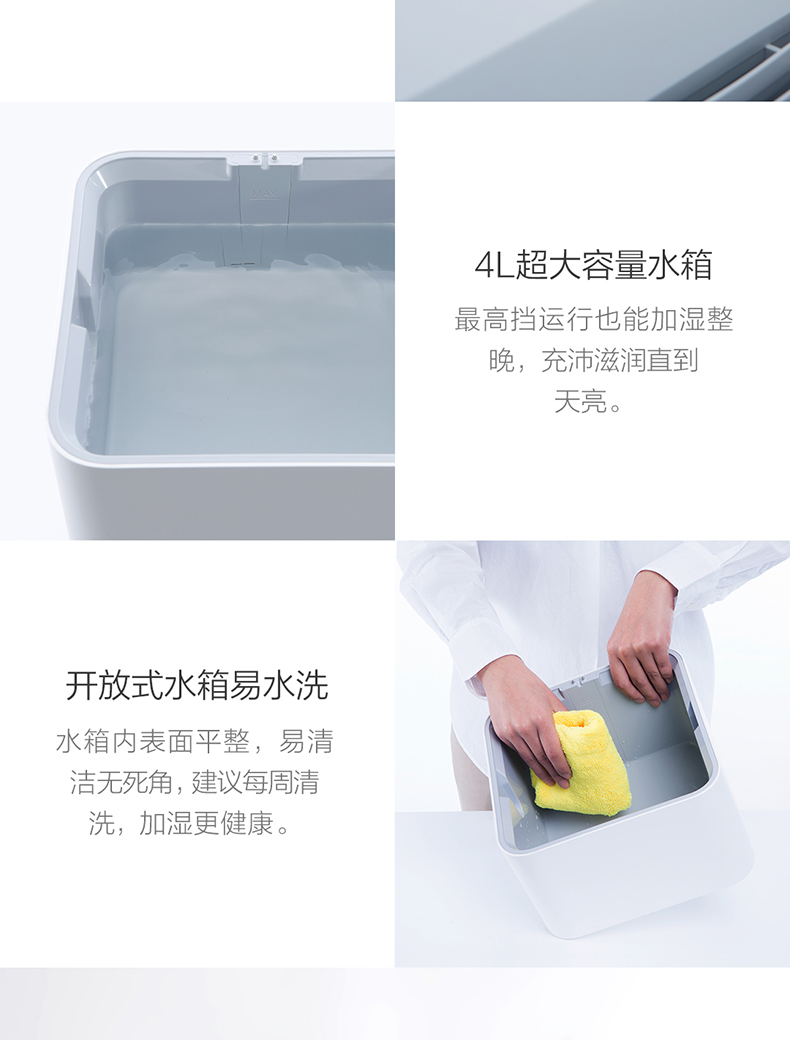 4L超大容量水箱
最高挡运行也能加湿整
晚，充沛滋润直到
天亮。
开放式水箱易水洗
水箱内表面平整，易清
洁无死角，建议每周清
洗，加湿更健康。